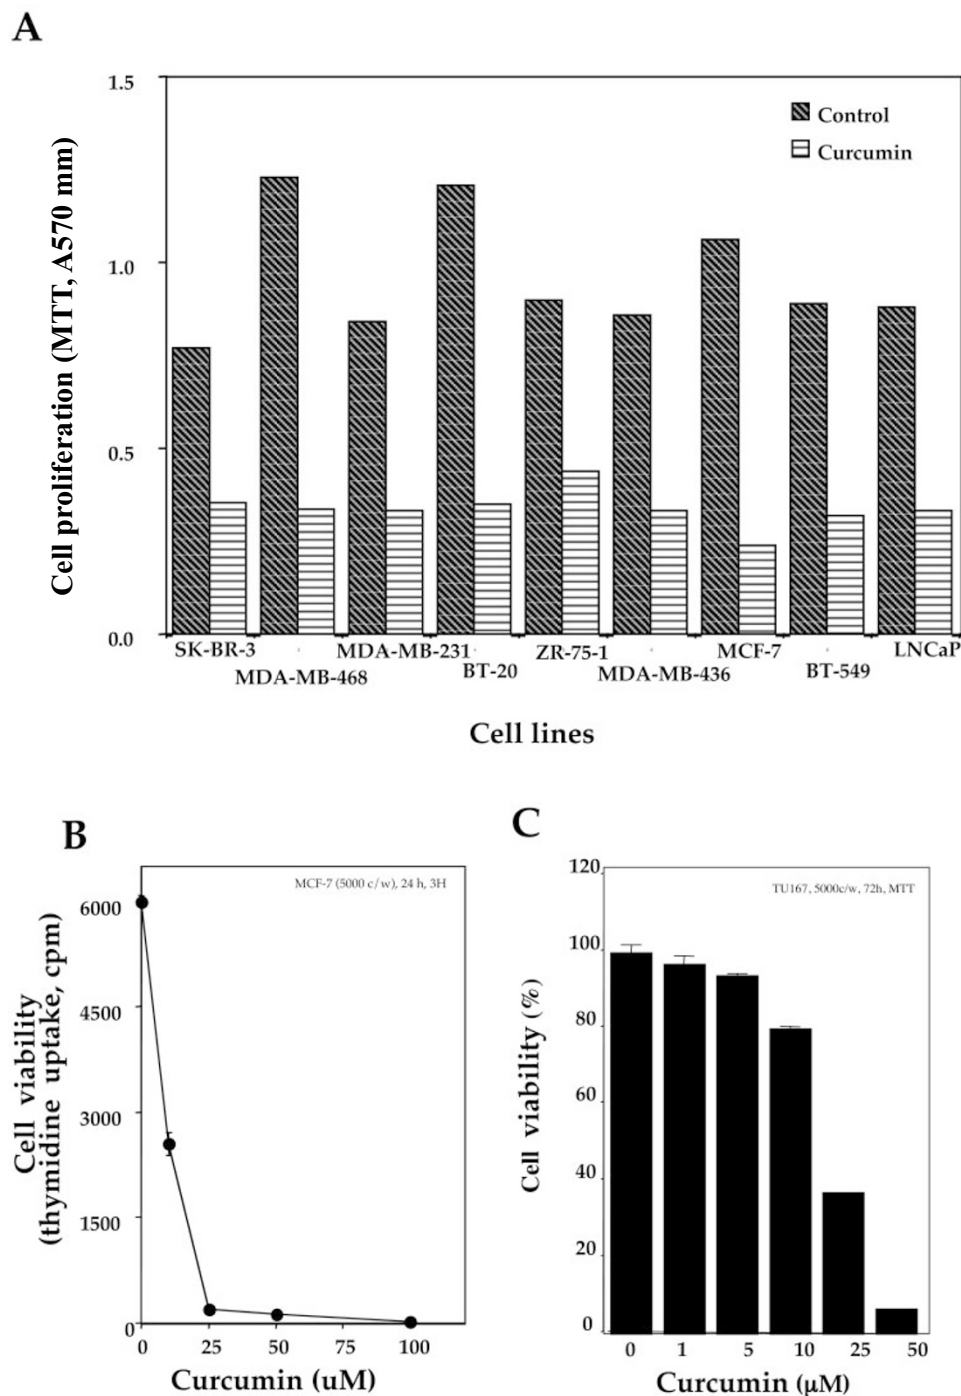 A
Cell proliferation (MTT, A570 mm)
1.5
1.0
0.5
0.0
Control
Curcumin
SK-BR-3
MDA-MB-468
MDA-MB-231
BT-20
ZR-75-1
MDA-MB-436
MCF-7
BT-549
LNCaP
Cell lines
B
MCF-7 (5000 c/w), 24 h, 3H
Cell viability
(thymidine uptake, cpm)
6000
4500
3000
1500
0
0 25 50 75 100
Curcumin (uM)
C
TU167, 5000c/w, 72h, MTT
Cell viability (%)
120
100
80
60
40
20
0
0 1 5 10 25 50
Curcumin (μM)